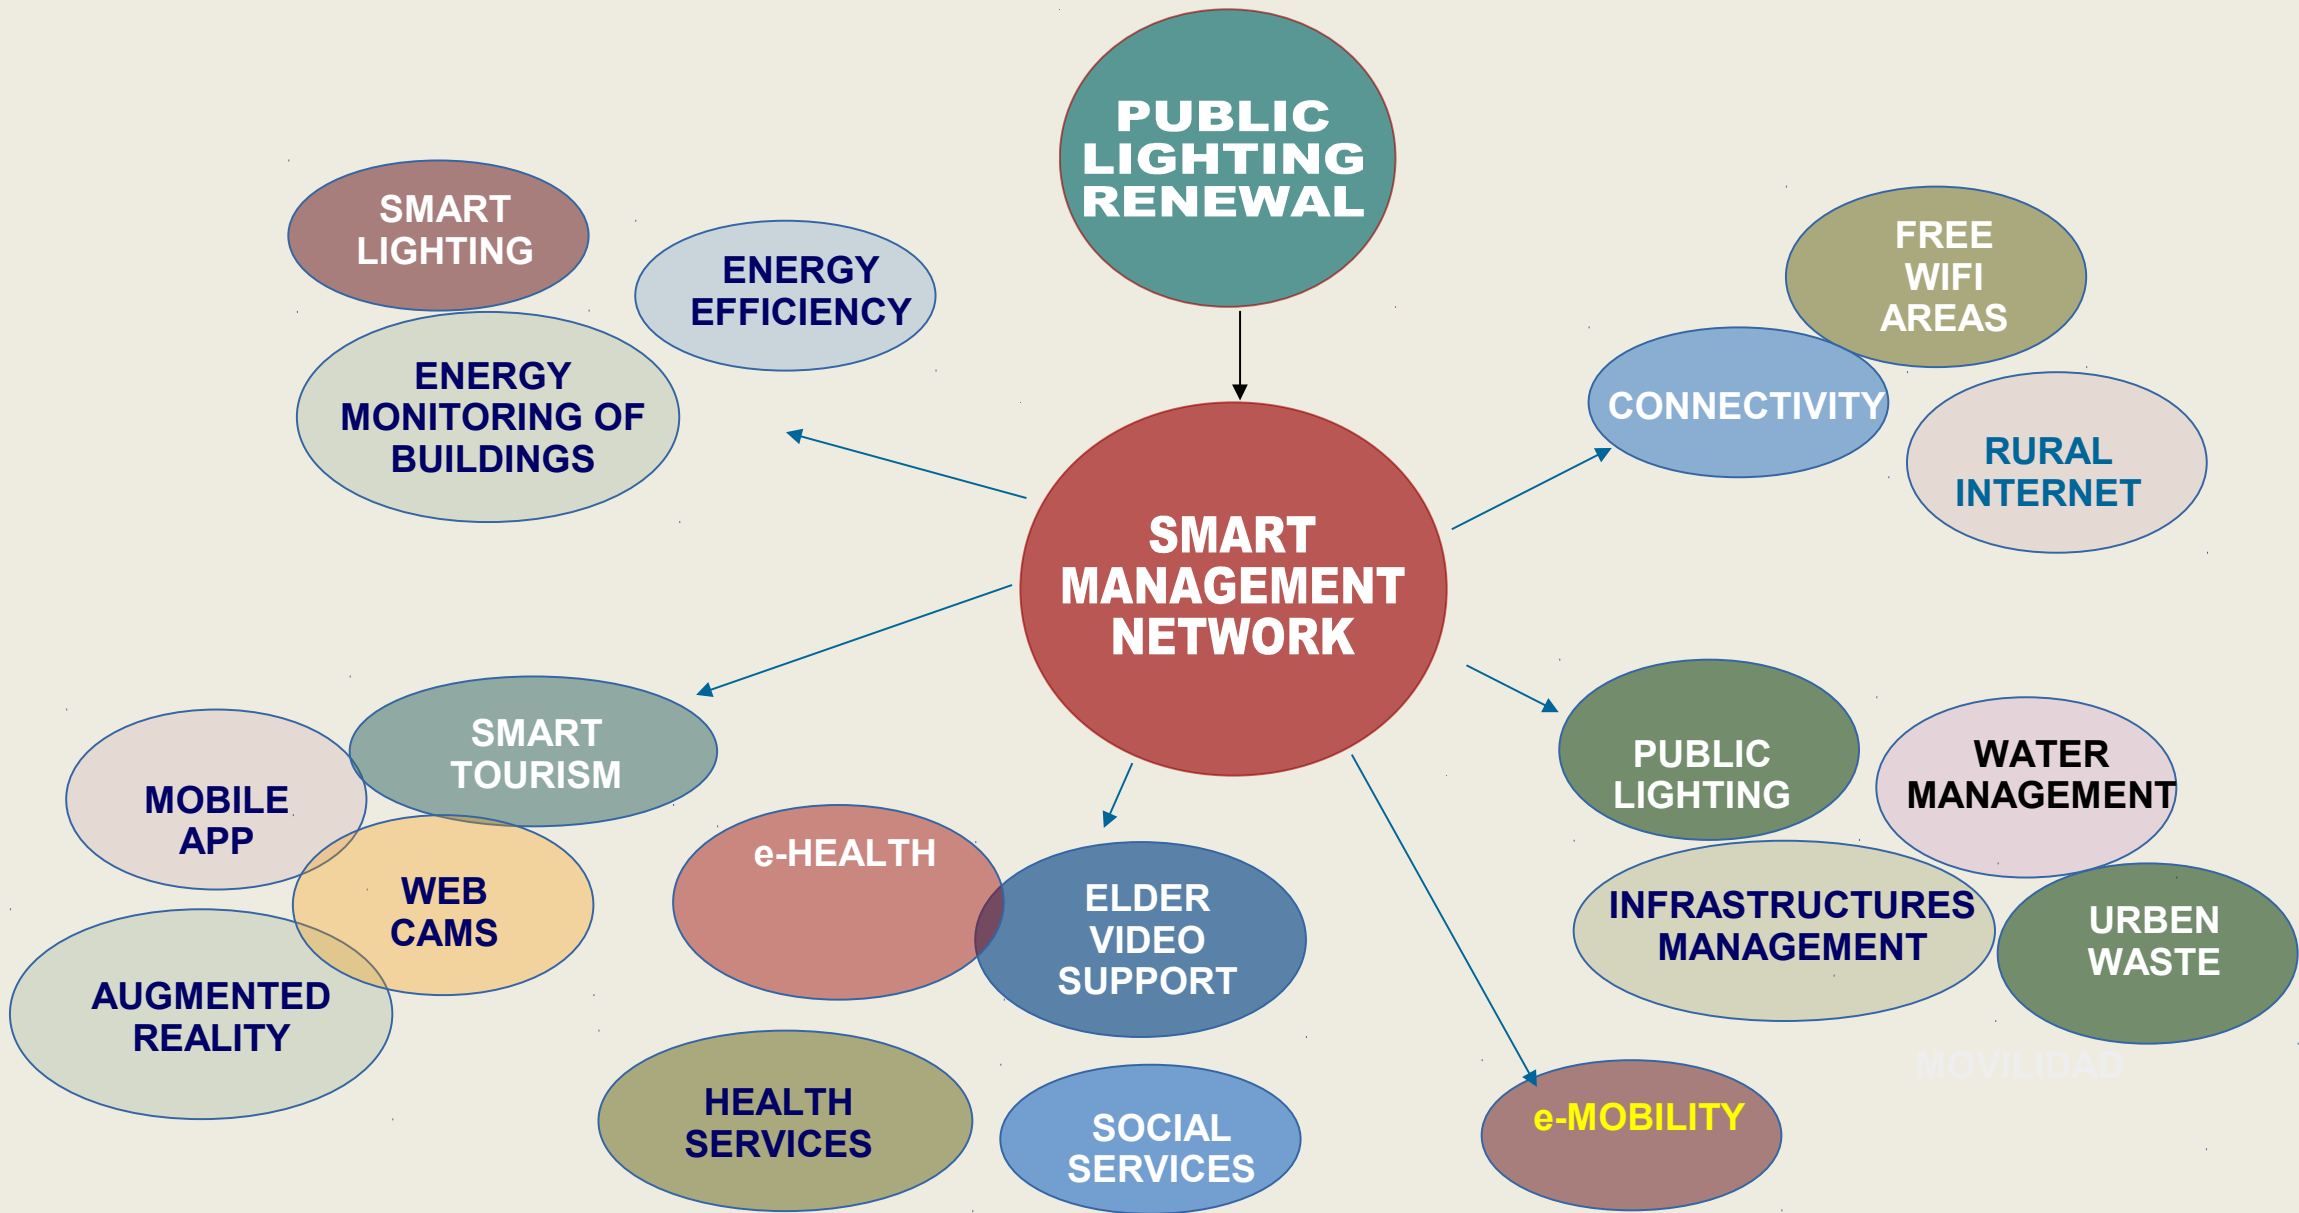 PUBLIC
LIGHTING
RENEWAL
SMART
LIGHTING
ENERGY
EFFICIENCY
ENERGY
MONITORING OF
BUILDINGS
FREE
WIFI
AREAS
CONNECTIVITY
RURAL
INTERNET
SMART
MANAGEMENT
NETWORK
SMART
TOURISM
MOBILE
APP
WEB
CAMS
AUGMENTED
REALITY
e-HEALTH
ELDER
VIDEO
SUPPORT
HEALTH
SERVICES
SOCIAL
SERVICES
PUBLIC
LIGHTING
WATER
MANAGEMENT
INFRASTRUCTURES
MANAGEMENT
URBEN
WASTE
MOVILIDAD
e-MOBILITY